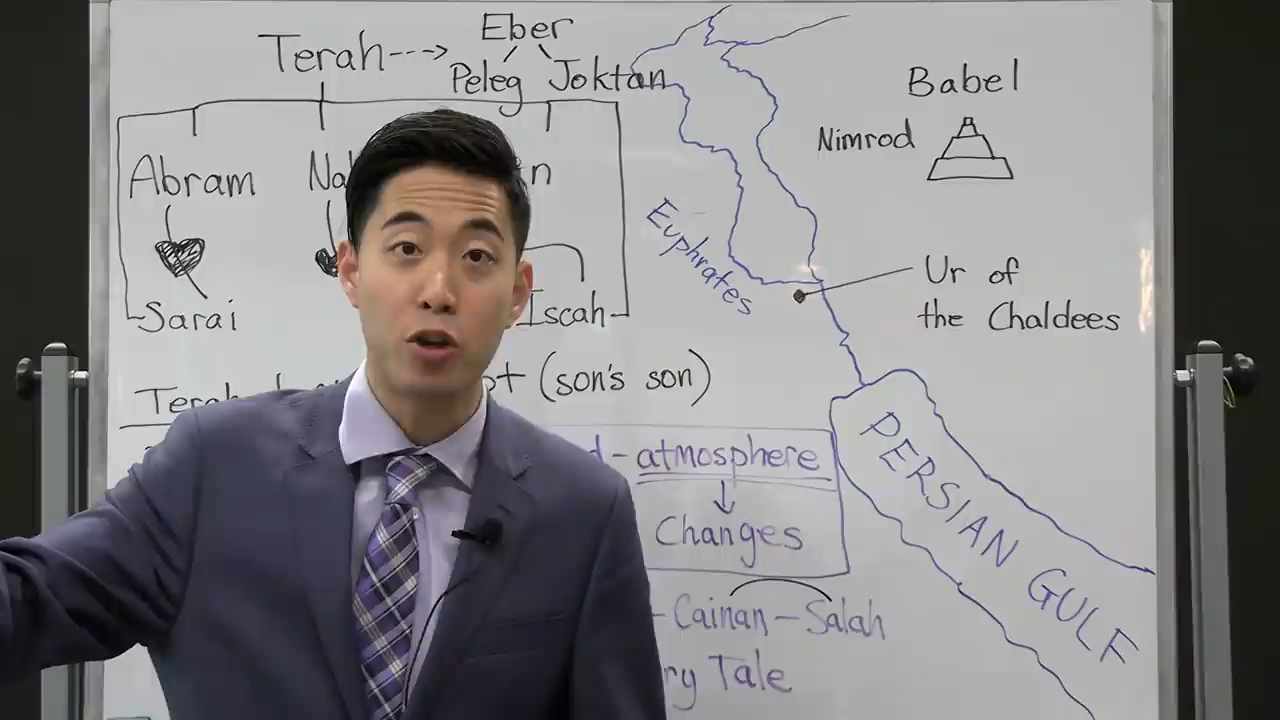 Eber
Terah
Peleg Joktan
Babel
Nimrod
Abram
Euphrates
Ur of
the Chaldees
Sarai
Iscah
(son's son)
atmosphere
Changes
PERSIAN GULF
Cainan - Salah
Tale